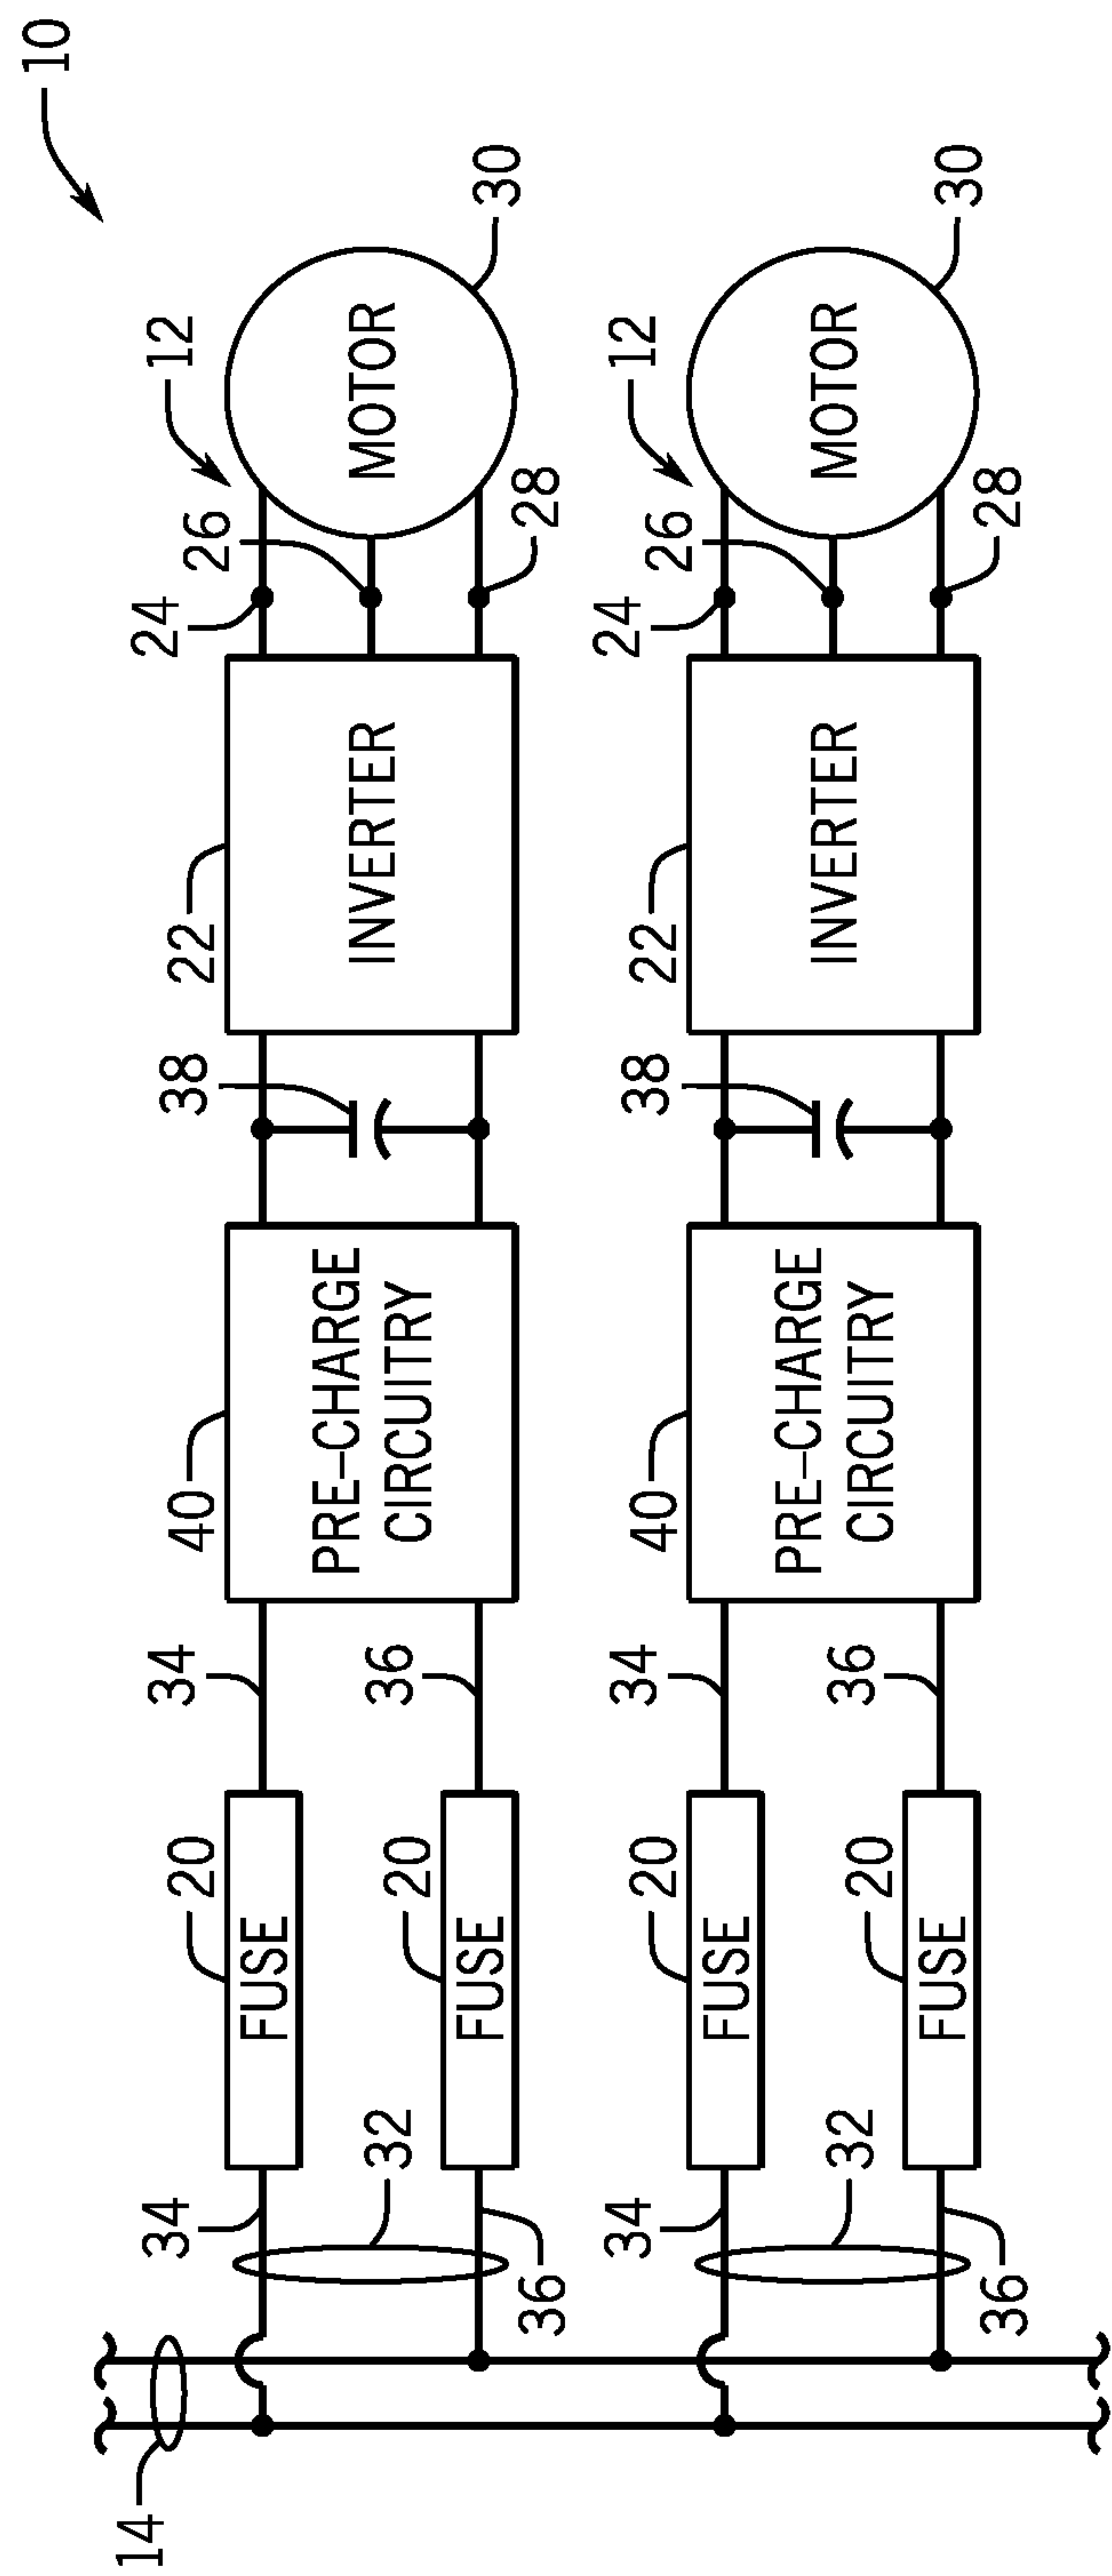 10
12
24
26
28
30
MOTOR
22
INVERTER
38
40
PRE–CHARGE
CIRCUITRY
34
36
20
FUSE
20
FUSE
34
32
36
14
12
24
26
28
30
MOTOR
22
INVERTER
38
40
PRE–CHARGE
CIRCUITRY
34
36
20
FUSE
20
FUSE
34
32
36